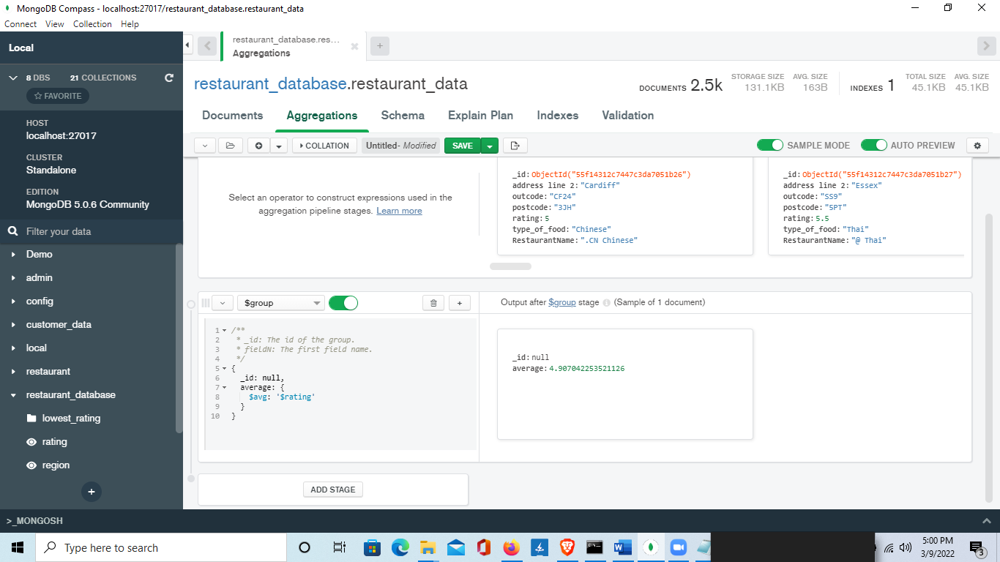 MongoDB Compass - localhost:27017/restaurant_database.restaurant_data
Connect View Collection Help
Local
8 DBS 21 COLLECTIONS
FAVORITE
HOST
localhost:27017
CLUSTER
Standalone
EDITION
MongoDB 5.0.6 Community
Filter your data
Demo
admin
config
customer_data
local
restaurant
restaurant_database
lowest_rating
rating
region
+
restaurant_database.res...
Aggregations
+
restaurant_database.restaurant_data
DOCUMENTS 2.5k
STORAGE SIZE
131.1KB
AVG. SIZE
163B
INDEXES 1
TOTAL SIZE
45.1KB
AVG. SIZE
45.1KB
Documents Aggregations Schema Explain Plan Indexes Validation
COLLATION Untitled- Modified SAVE SAMPLE MODE AUTO PREVIEW
Select an operator to construct expressions used in the
aggregation pipeline stages. Learn more
_id: ObjectId("55f14312c7447c3da7051b26")
address line 2: "Cardiff"
outcode: "CF24"
postcode: "3JH"
rating: 5
type_of_food: "Chinese"
RestaurantName: ".CN Chinese"
_id: ObjectId("55f14312c7447c3da7051b27")
address line 2: "Essex"
outcode: "SS9"
postcode: "5PT"
rating: 5.5
type_of_food: "Thai"
RestaurantName: "@ Thai"
$group
+
Output after $group stage (Sample of 1 document)
1 /**
2 * _id: The id of the group.
3 * fieldN: The first field name.
4 */
5 {
6 _id: null,
7 average: {
8 $avg: '$rating'
9 }
10 }
_id: null
average: 4.907042253521126
ADD STAGE
>_MONGOSH
Type here to search
5:00 PM
3/9/2022
3